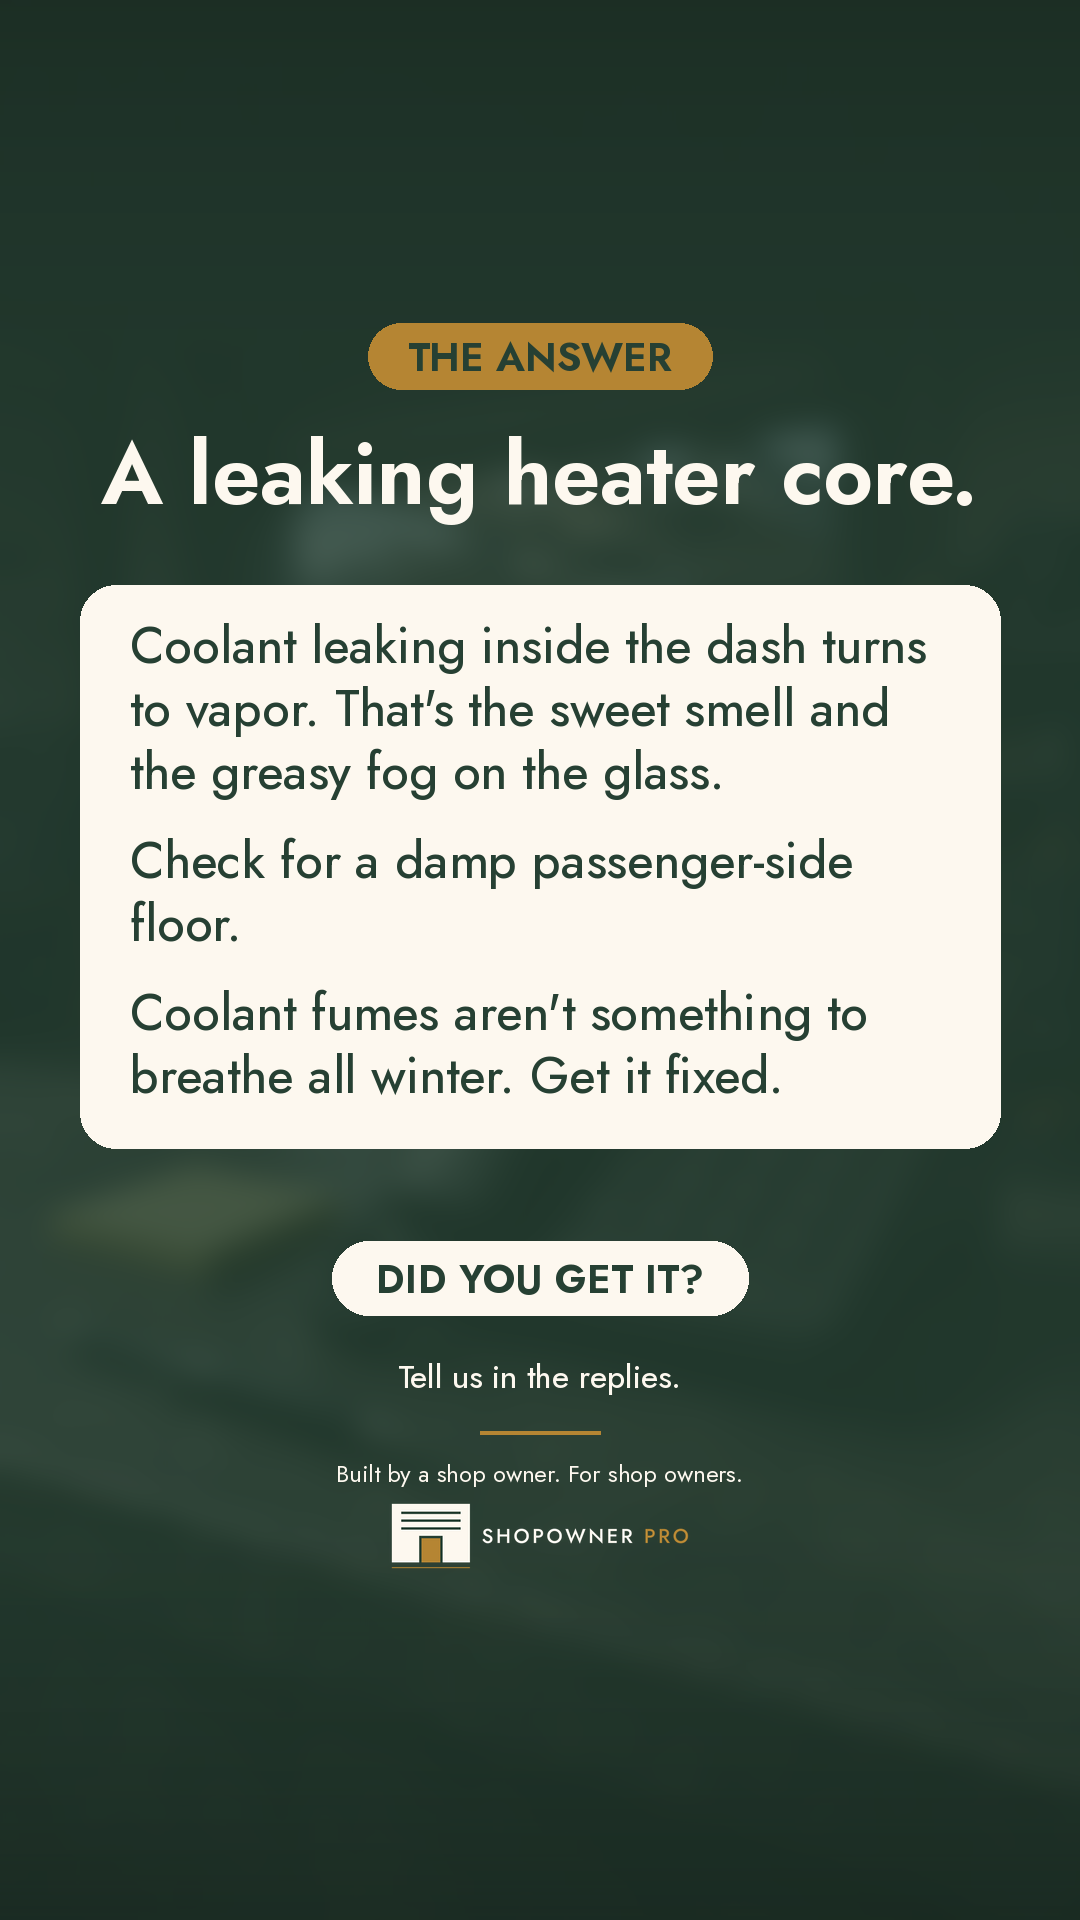 THE ANSWER
A leaking heater core.
Coolant leaking inside the dash turns
to vapor. That's the sweet smell and
the greasy fog on the glass.
Check for a damp passenger-side
floor.
Coolant fumes aren't something to
breathe all winter. Get it fixed.
DID YOU GET IT?
Tell us in the replies.
Built by a shop owner. For shop owners.
SHOPOWNER PRO